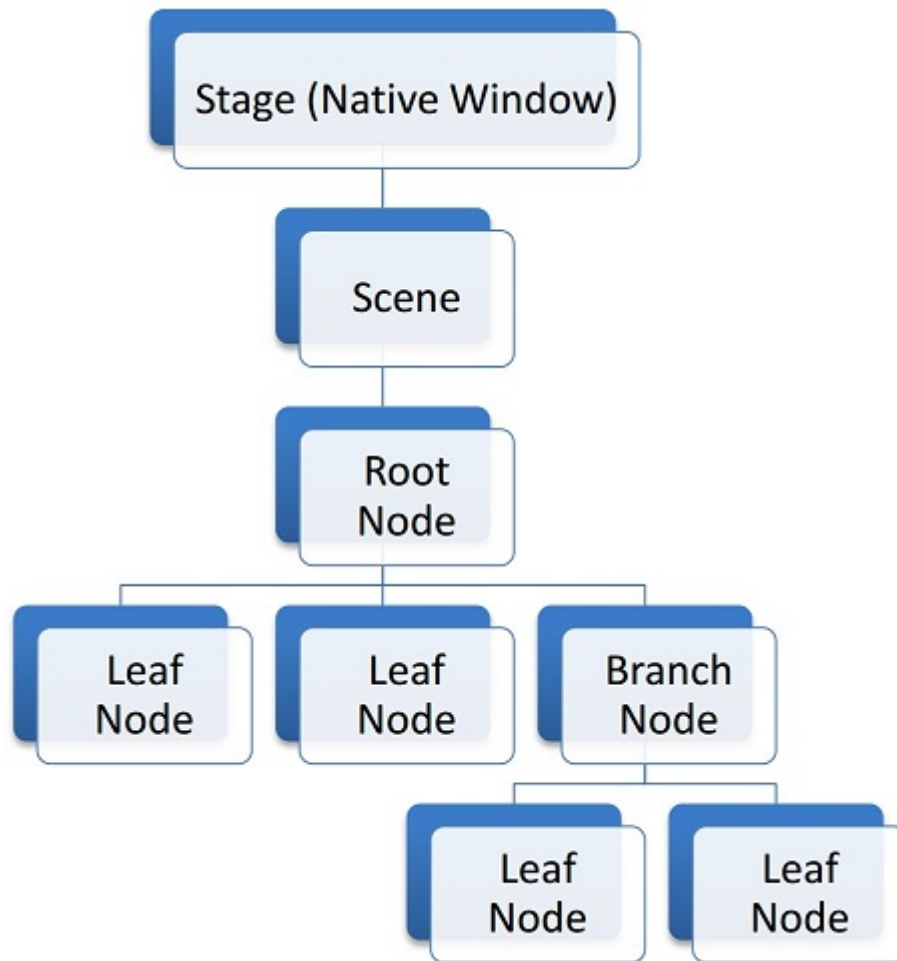 Stage (Native Window)
Scene
Root
Node
Leaf
Node
Leaf
Node
Branch
Node
Leaf
Node
Leaf
Node